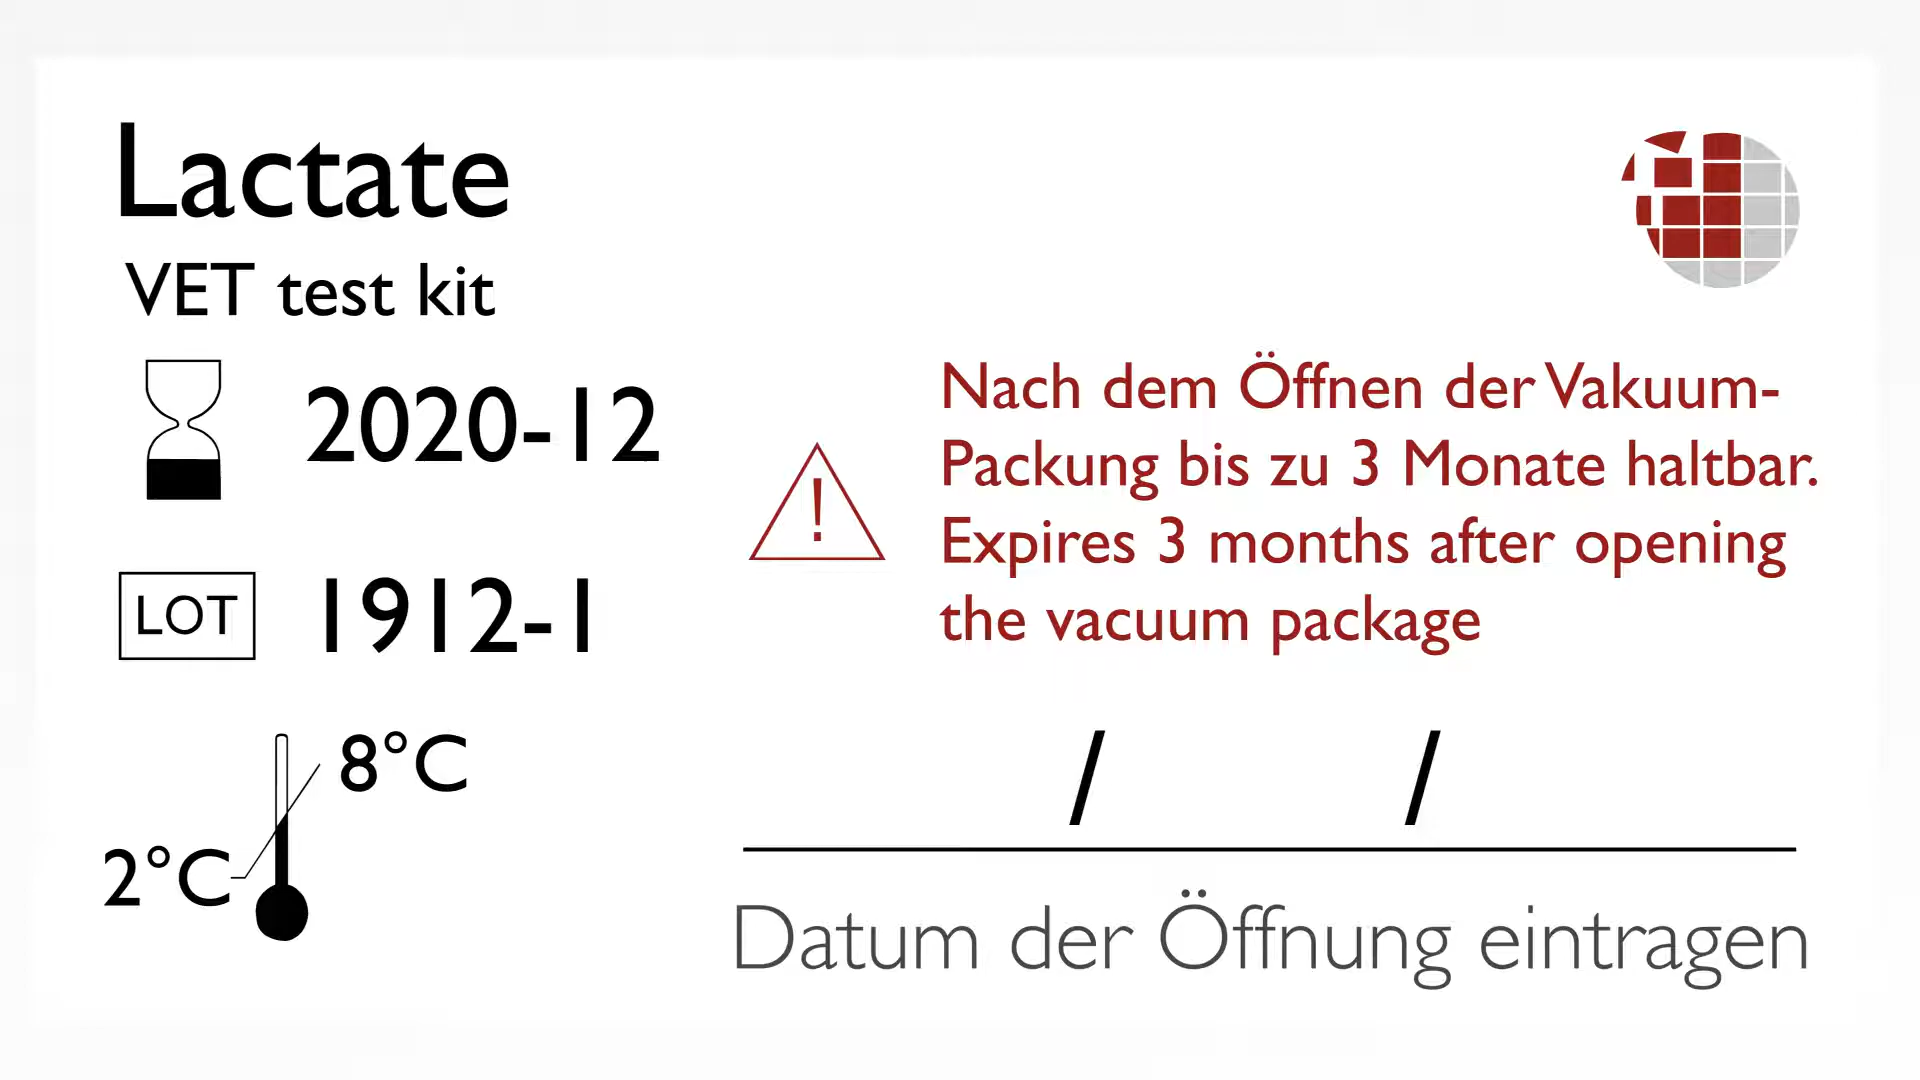 Lactate
VET test kit
2020-12
LOT 1912-1
8°C
2°C
!
Nach dem Öffnen der Vakuum-
Packung bis zu 3 Monate haltbar.
Expires 3 months after opening
the vacuum package
/ /
Datum der Öffnung eintragen